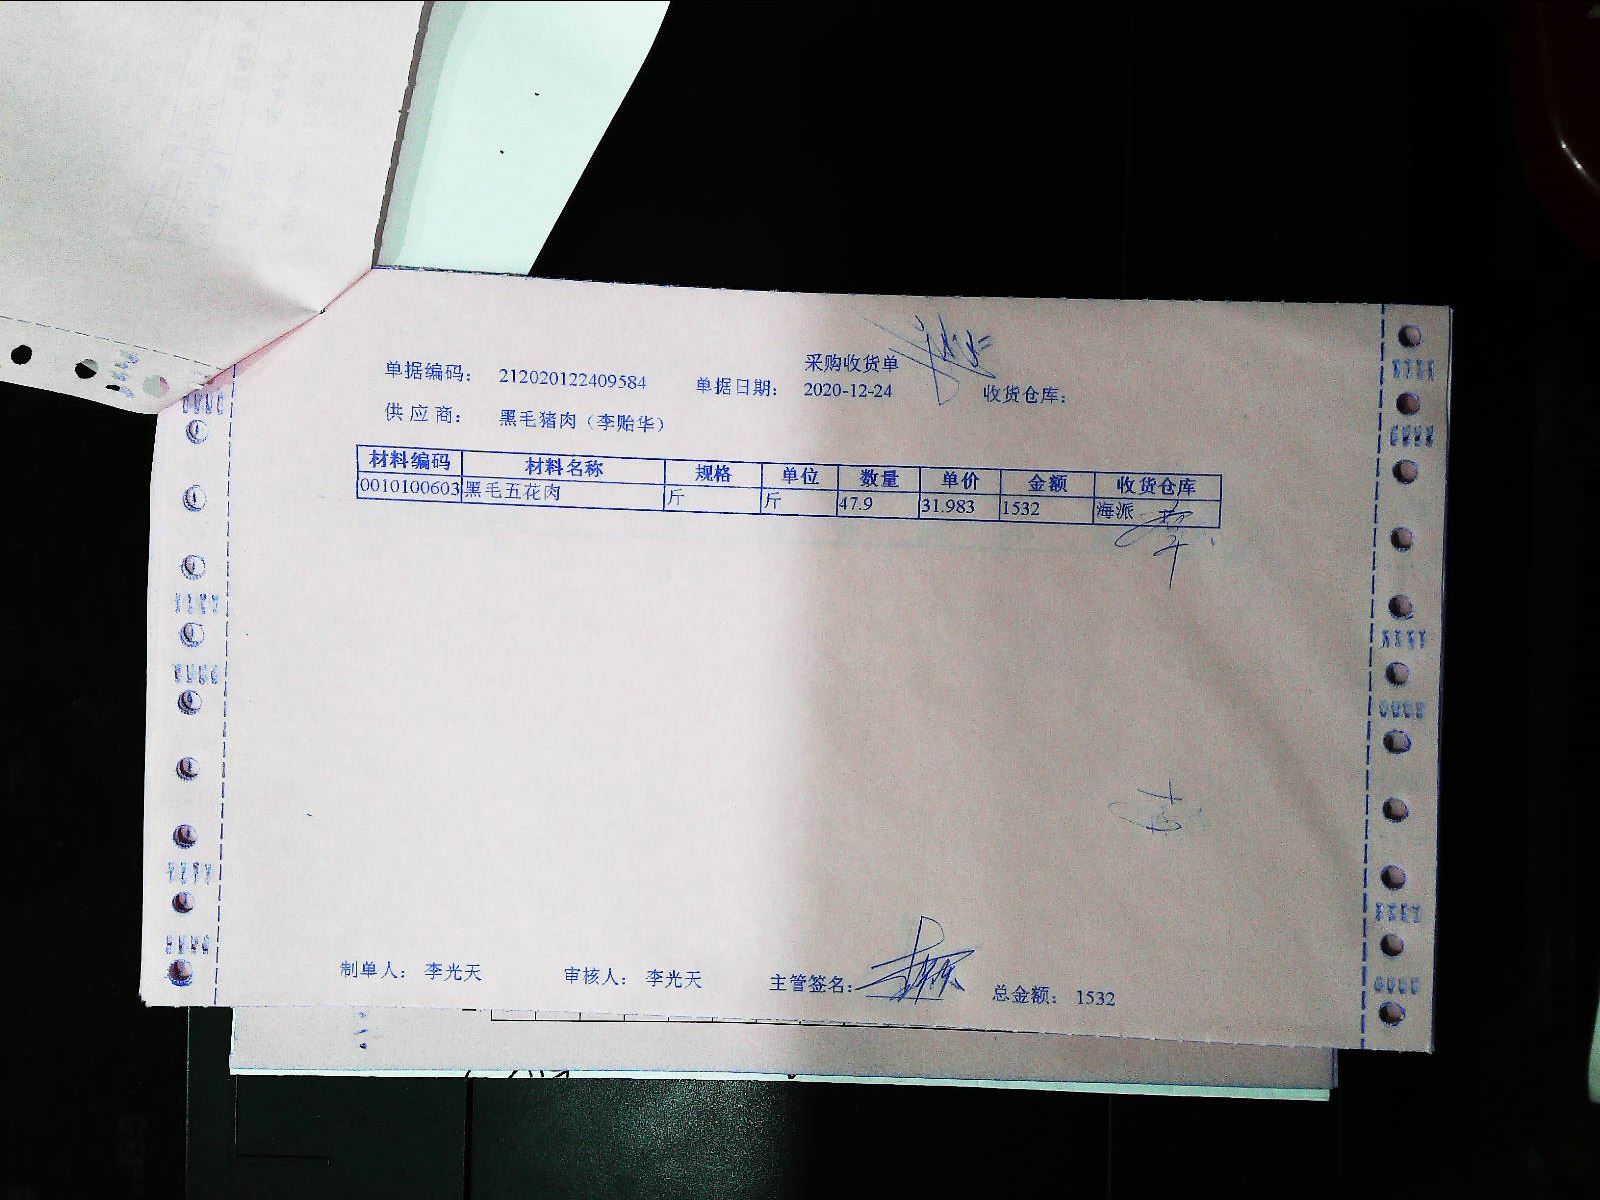 采购收货单
单据编码： 212020122409584 单据日期： 2020-12-24 收货仓库：
供 应 商： 黑毛猪肉（李贻华）
材料编码 材料名称 规格 单位 数量 单价 金额 收货仓库
0010100603 黑毛五花肉 斤 斤 47.9 31.983 1532 海派
制单人： 李光天 审核人： 李光天 主管签名： 总金额： 1532